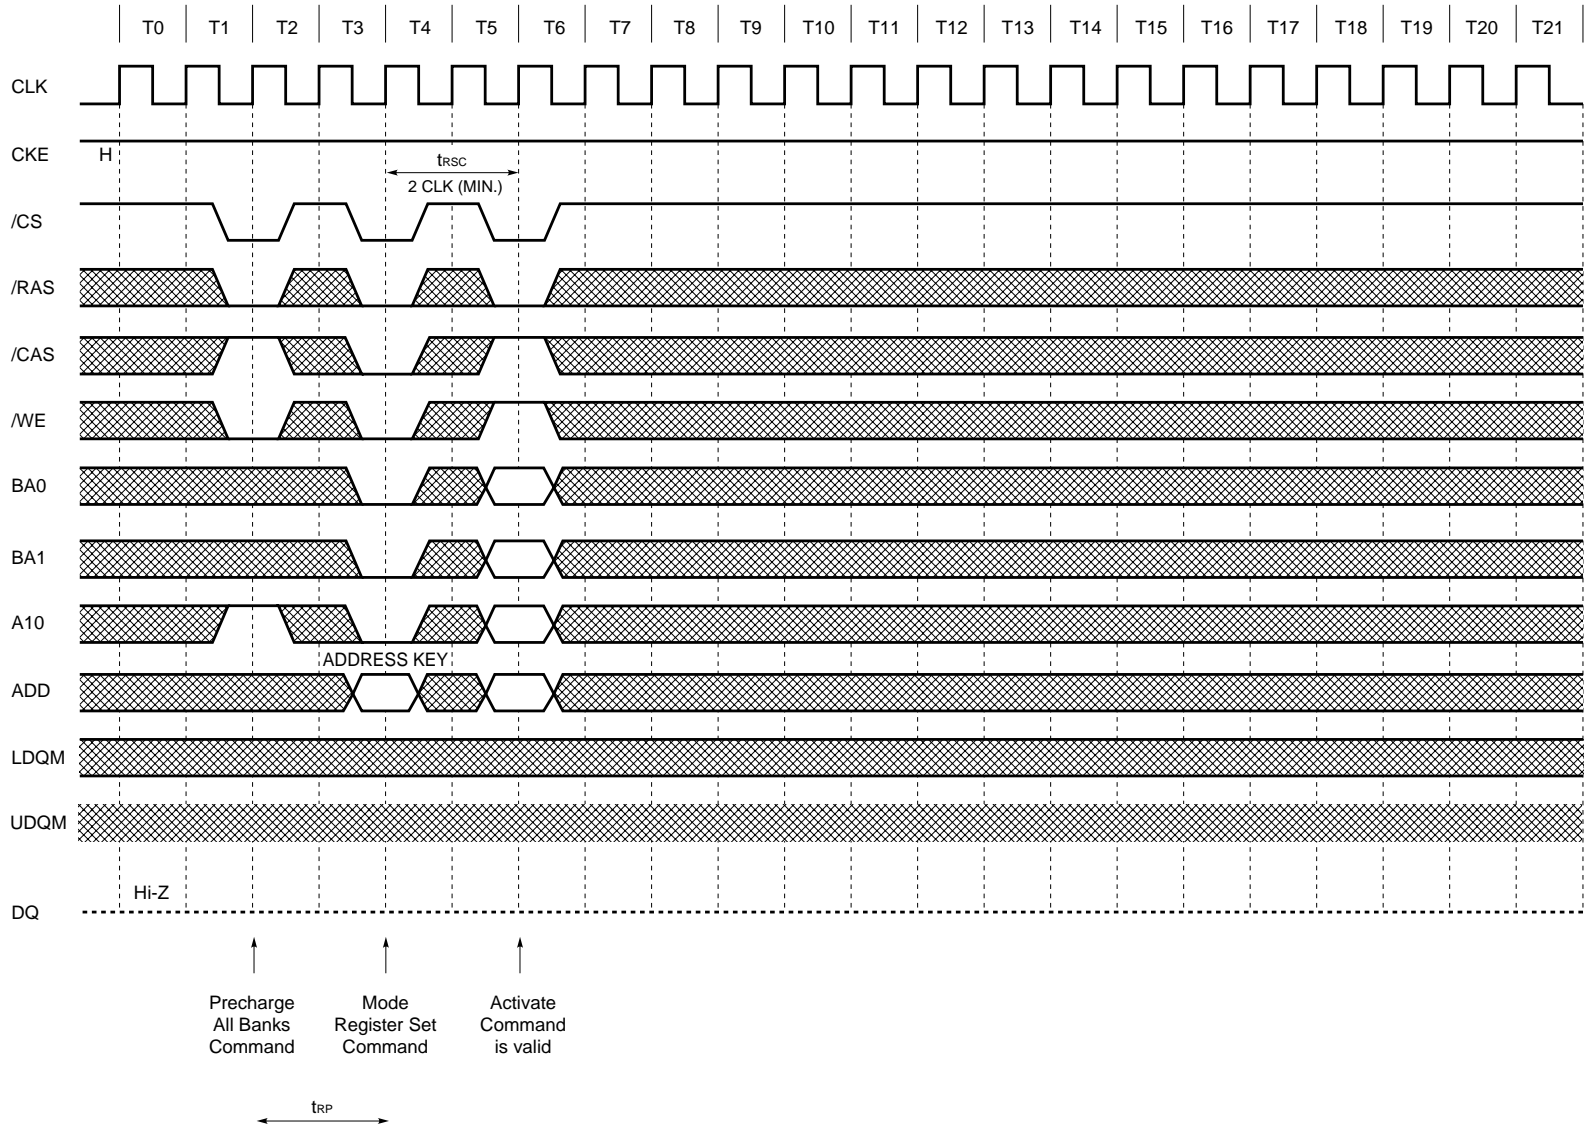 T0 T1 T2 T3 T4 T5 T6 T7 T8 T9 T10 T11 T12 T13 T14 T15 T16 T17 T18 T19 T20 T21
CLK
CKE H
tRSC
2 CLK (MIN.)
/CS
/RAS
/CAS
/WE
BA0
BA1
A10
ADDRESS KEY
ADD
LDQM
UDQM
Hi-Z
DQ
Precharge
All Banks
Command
Mode
Register Set
Command
Activate
Command
is valid
tRP